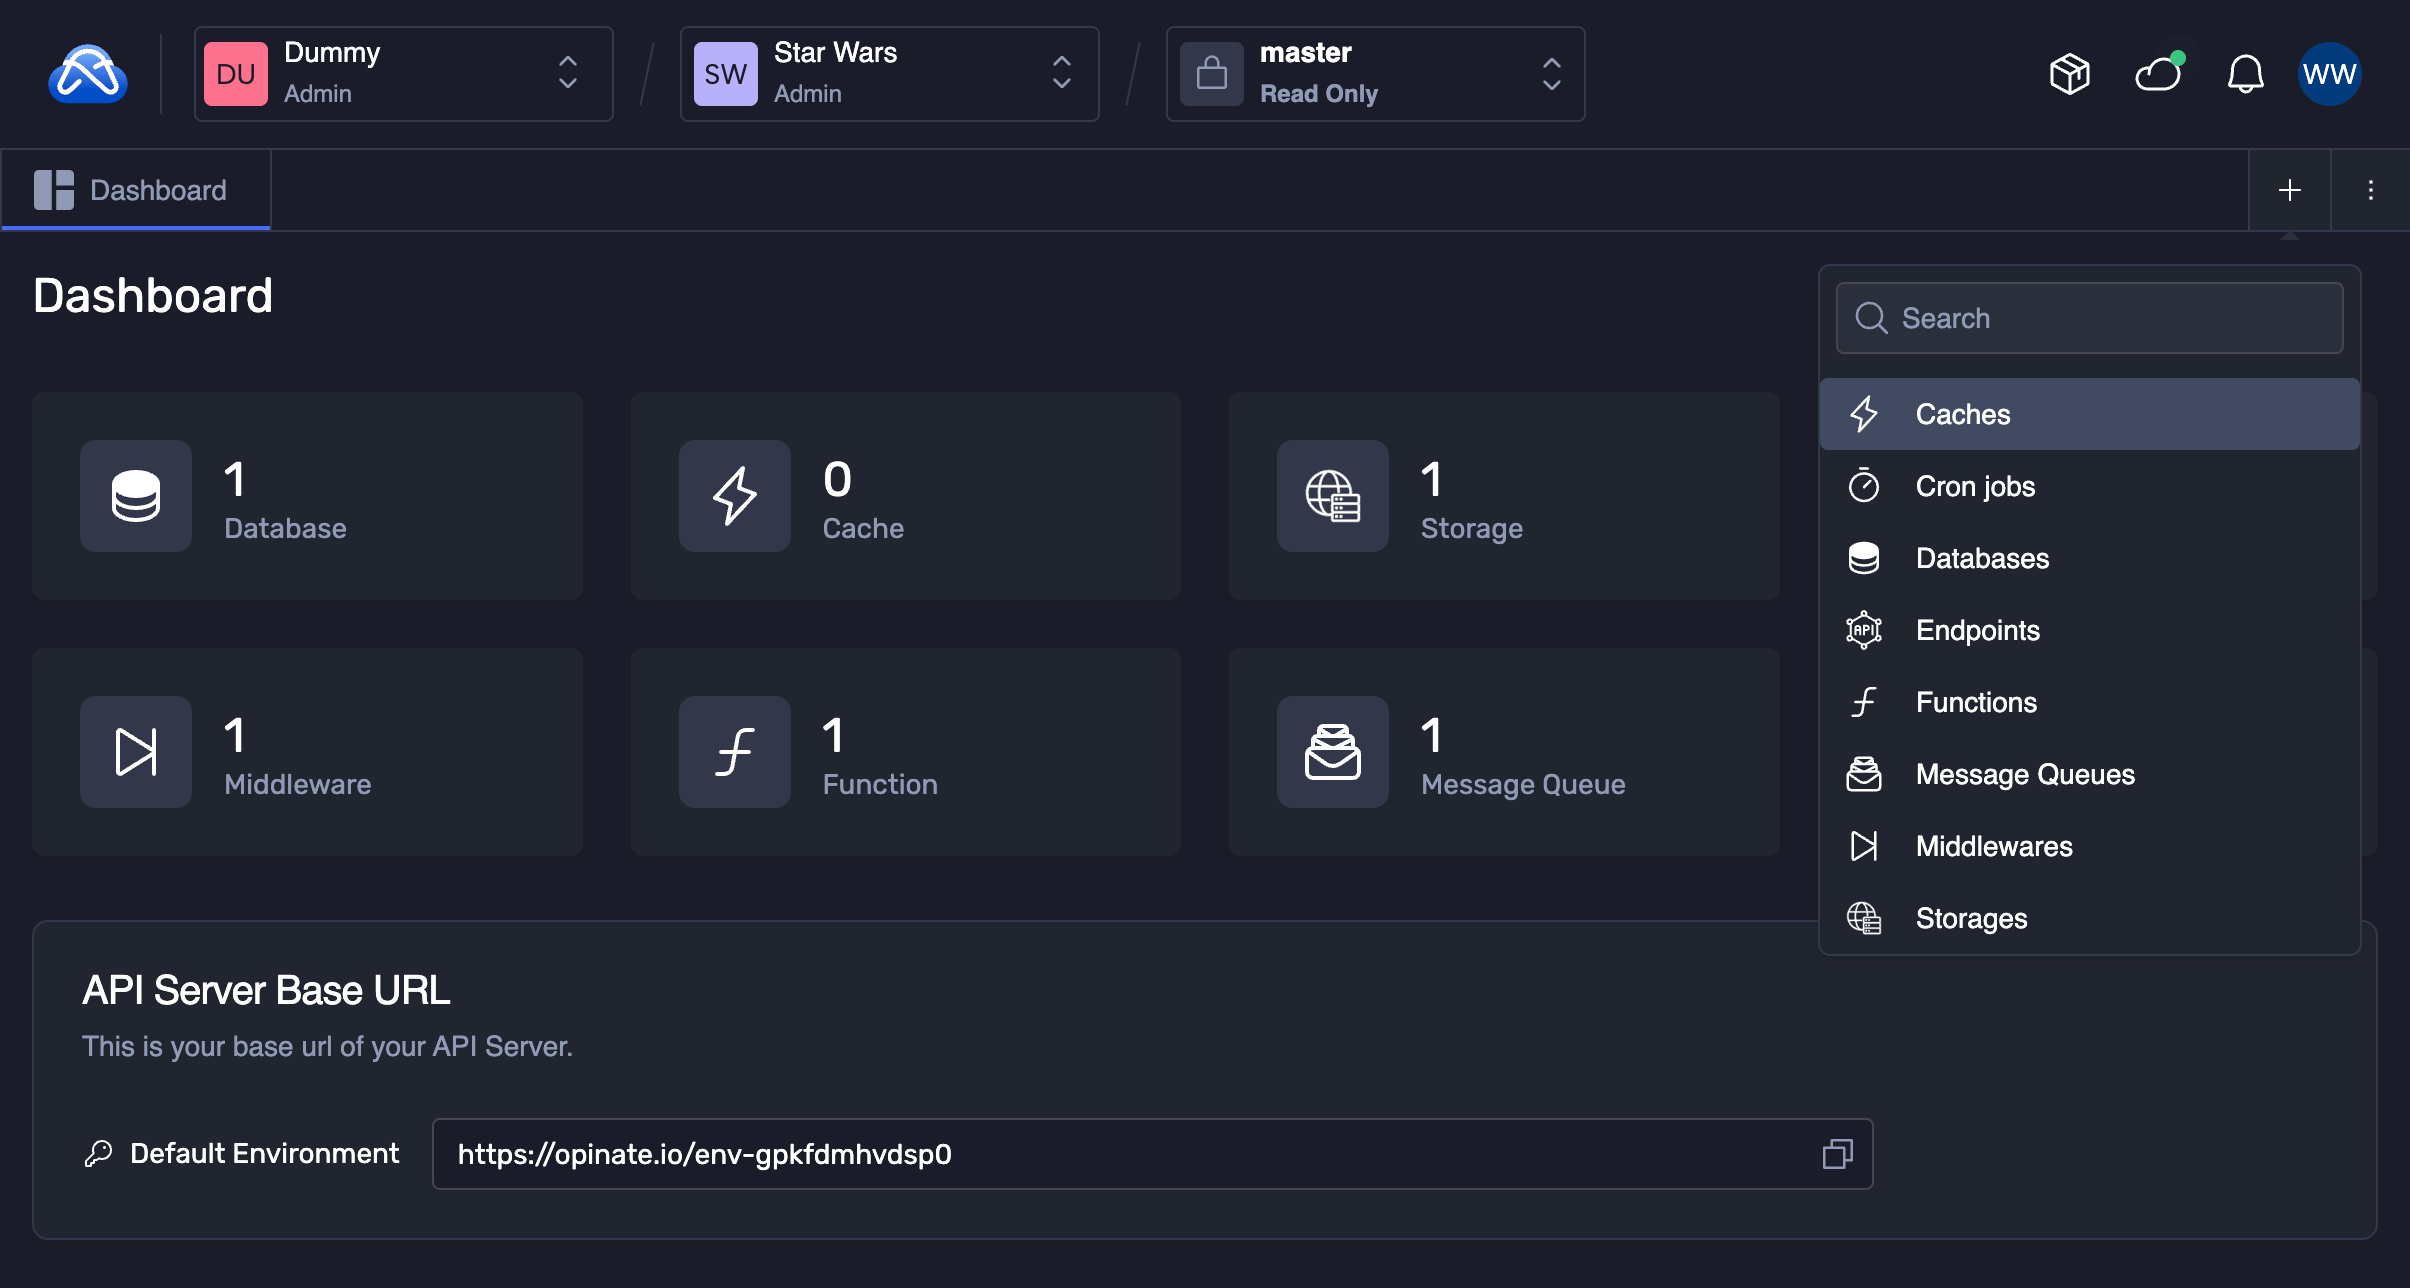 DU
Dummy
Admin
SW
Star Wars
Admin
master
Read Only
WW
Dashboard
Dashboard
Search
Caches
Cron jobs
Databases
Endpoints
Functions
Message Queues
Middlewares
Storages
1
Database
0
Cache
1
Storage
1
Middleware
1
Function
1
Message Queue
API
API Server Base URL
This is your base url of your API Server.
Default Environment
https://opinate.io/env-gpkfdmhvdsp0